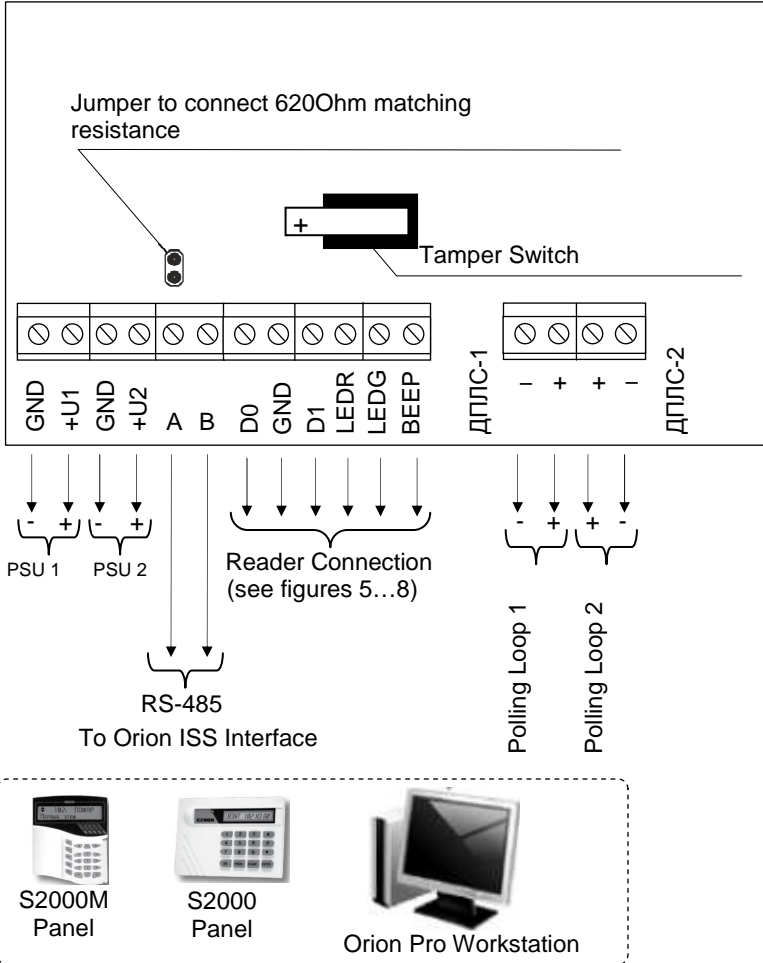 Jumper to connect 620Ohm matching
resistance
+
Tamper Switch
GND +U1 GND +U2 A B D0 GND D1 LEDR LEDG BEEP ДПЛС-1 – + + – ДПЛС-2
- + - + - + + -
PSU 1 PSU 2
Reader Connection
(see figures 5…8)
Polling Loop 1
Polling Loop 2
RS-485
To Orion ISS Interface
S2000M
Panel
S2000
Panel
Orion Pro Workstation